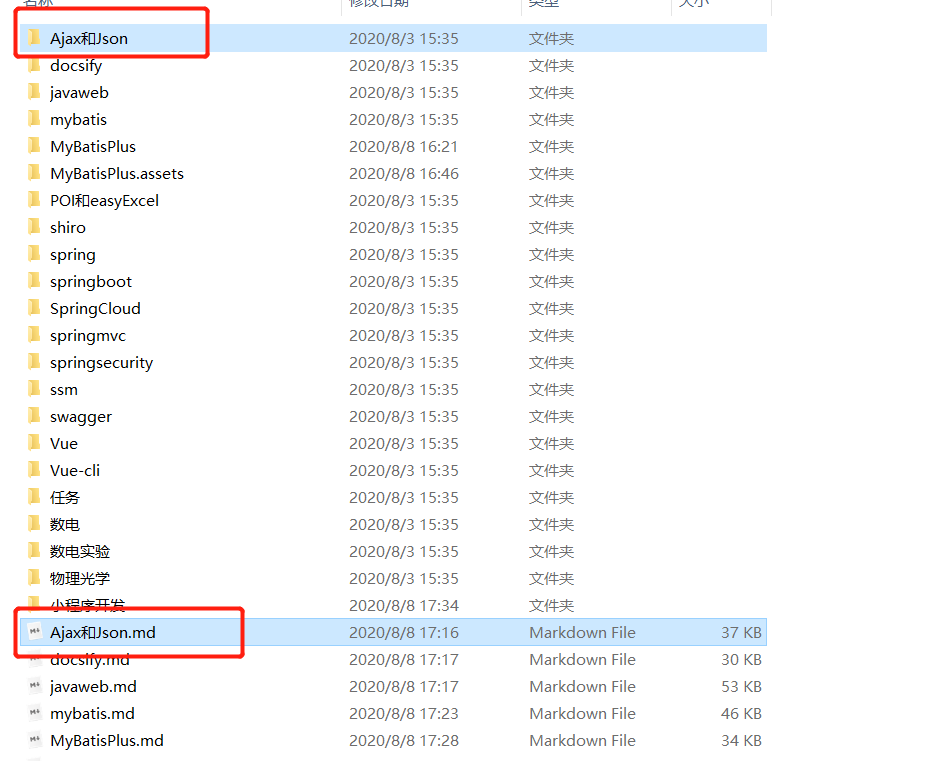 名称 修改日期 类型 大小
Ajax和Json 2020/8/3 15:35 文件夹
docsify 2020/8/3 15:35 文件夹
javaweb 2020/8/3 15:35 文件夹
mybatis 2020/8/3 15:35 文件夹
MyBatisPlus 2020/8/8 16:21 文件夹
MyBatisPlus.assets 2020/8/8 16:46 文件夹
POI和easyExcel 2020/8/3 15:35 文件夹
shiro 2020/8/3 15:35 文件夹
spring 2020/8/3 15:35 文件夹
springboot 2020/8/3 15:35 文件夹
SpringCloud 2020/8/3 15:35 文件夹
springmvc 2020/8/3 15:35 文件夹
springsecurity 2020/8/3 15:35 文件夹
ssm 2020/8/3 15:35 文件夹
swagger 2020/8/3 15:35 文件夹
Vue 2020/8/3 15:35 文件夹
Vue-cli 2020/8/3 15:35 文件夹
任务 2020/8/3 15:35 文件夹
数电 2020/8/3 15:35 文件夹
数电实验 2020/8/3 15:35 文件夹
物理光学 2020/8/3 15:35 文件夹
小程序开发 2020/8/8 17:34 文件夹
Ajax和Json.md 2020/8/8 17:16 Markdown File 37 KB
docsify.md 2020/8/8 17:17 Markdown File 30 KB
javaweb.md 2020/8/8 17:17 Markdown File 53 KB
mybatis.md 2020/8/8 17:23 Markdown File 46 KB
MyBatisPlus.md 2020/8/8 17:28 Markdown File 34 KB